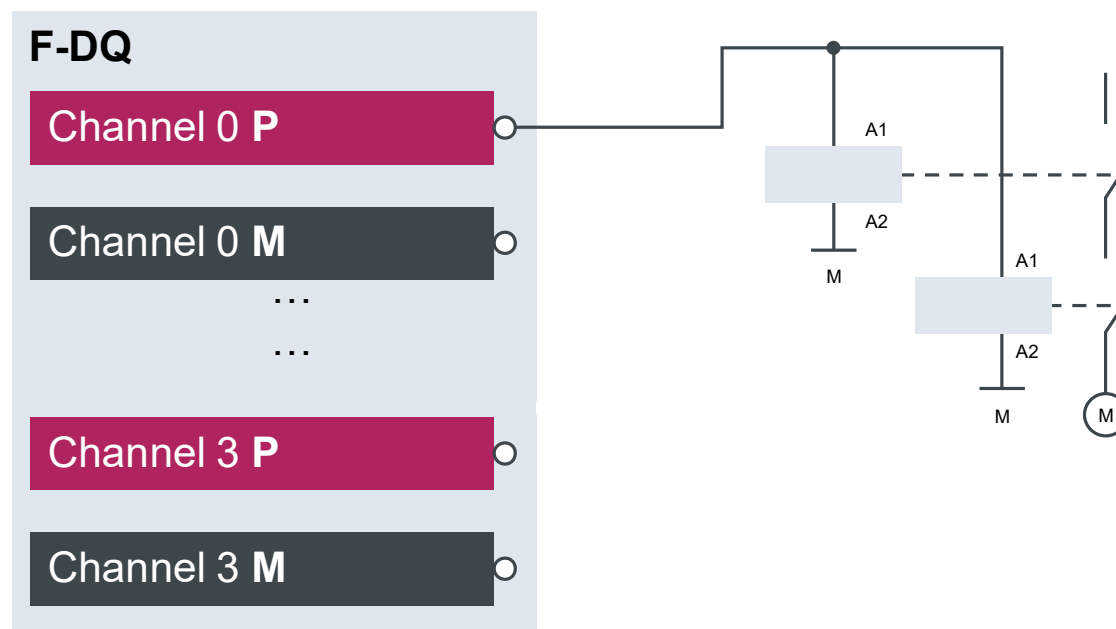 F-DQ
Channel 0 P
Channel 0 M
...
...
Channel 3 P
Channel 3 M
A1
A2
M
A1
A2
M
M